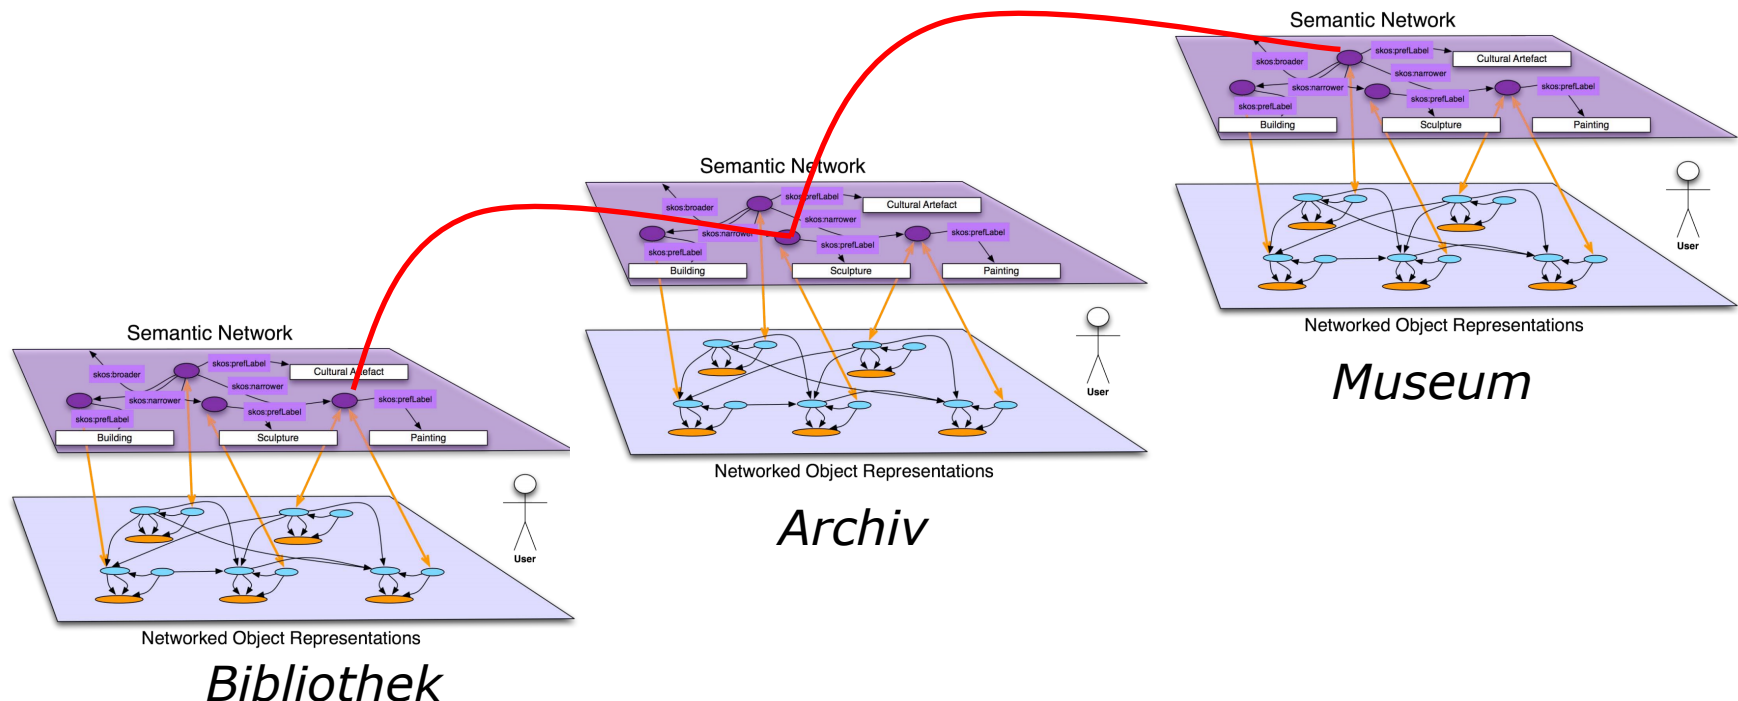 Semantic Network
skos:prefLabel
Cultural Artefact
skos:broader
skos:narrower
skos:narrower
skos:prefLabel
skos:prefLabel
skos:prefLabel
Building
Sculpture
Painting
User
Networked Object Representations
Museum
Semantic Network
skos:prefLabel
Cultural Artefact
skos:broader
skos:narrower
skos:narrower
skos:prefLabel
skos:prefLabel
skos:prefLabel
Building
Sculpture
Painting
User
Networked Object Representations
Archiv
Semantic Network
skos:prefLabel
Cultural Artefact
skos:broader
skos:narrower
skos:narrower
skos:prefLabel
skos:prefLabel
skos:prefLabel
Building
Sculpture
Painting
User
Networked Object Representations
Bibliothek